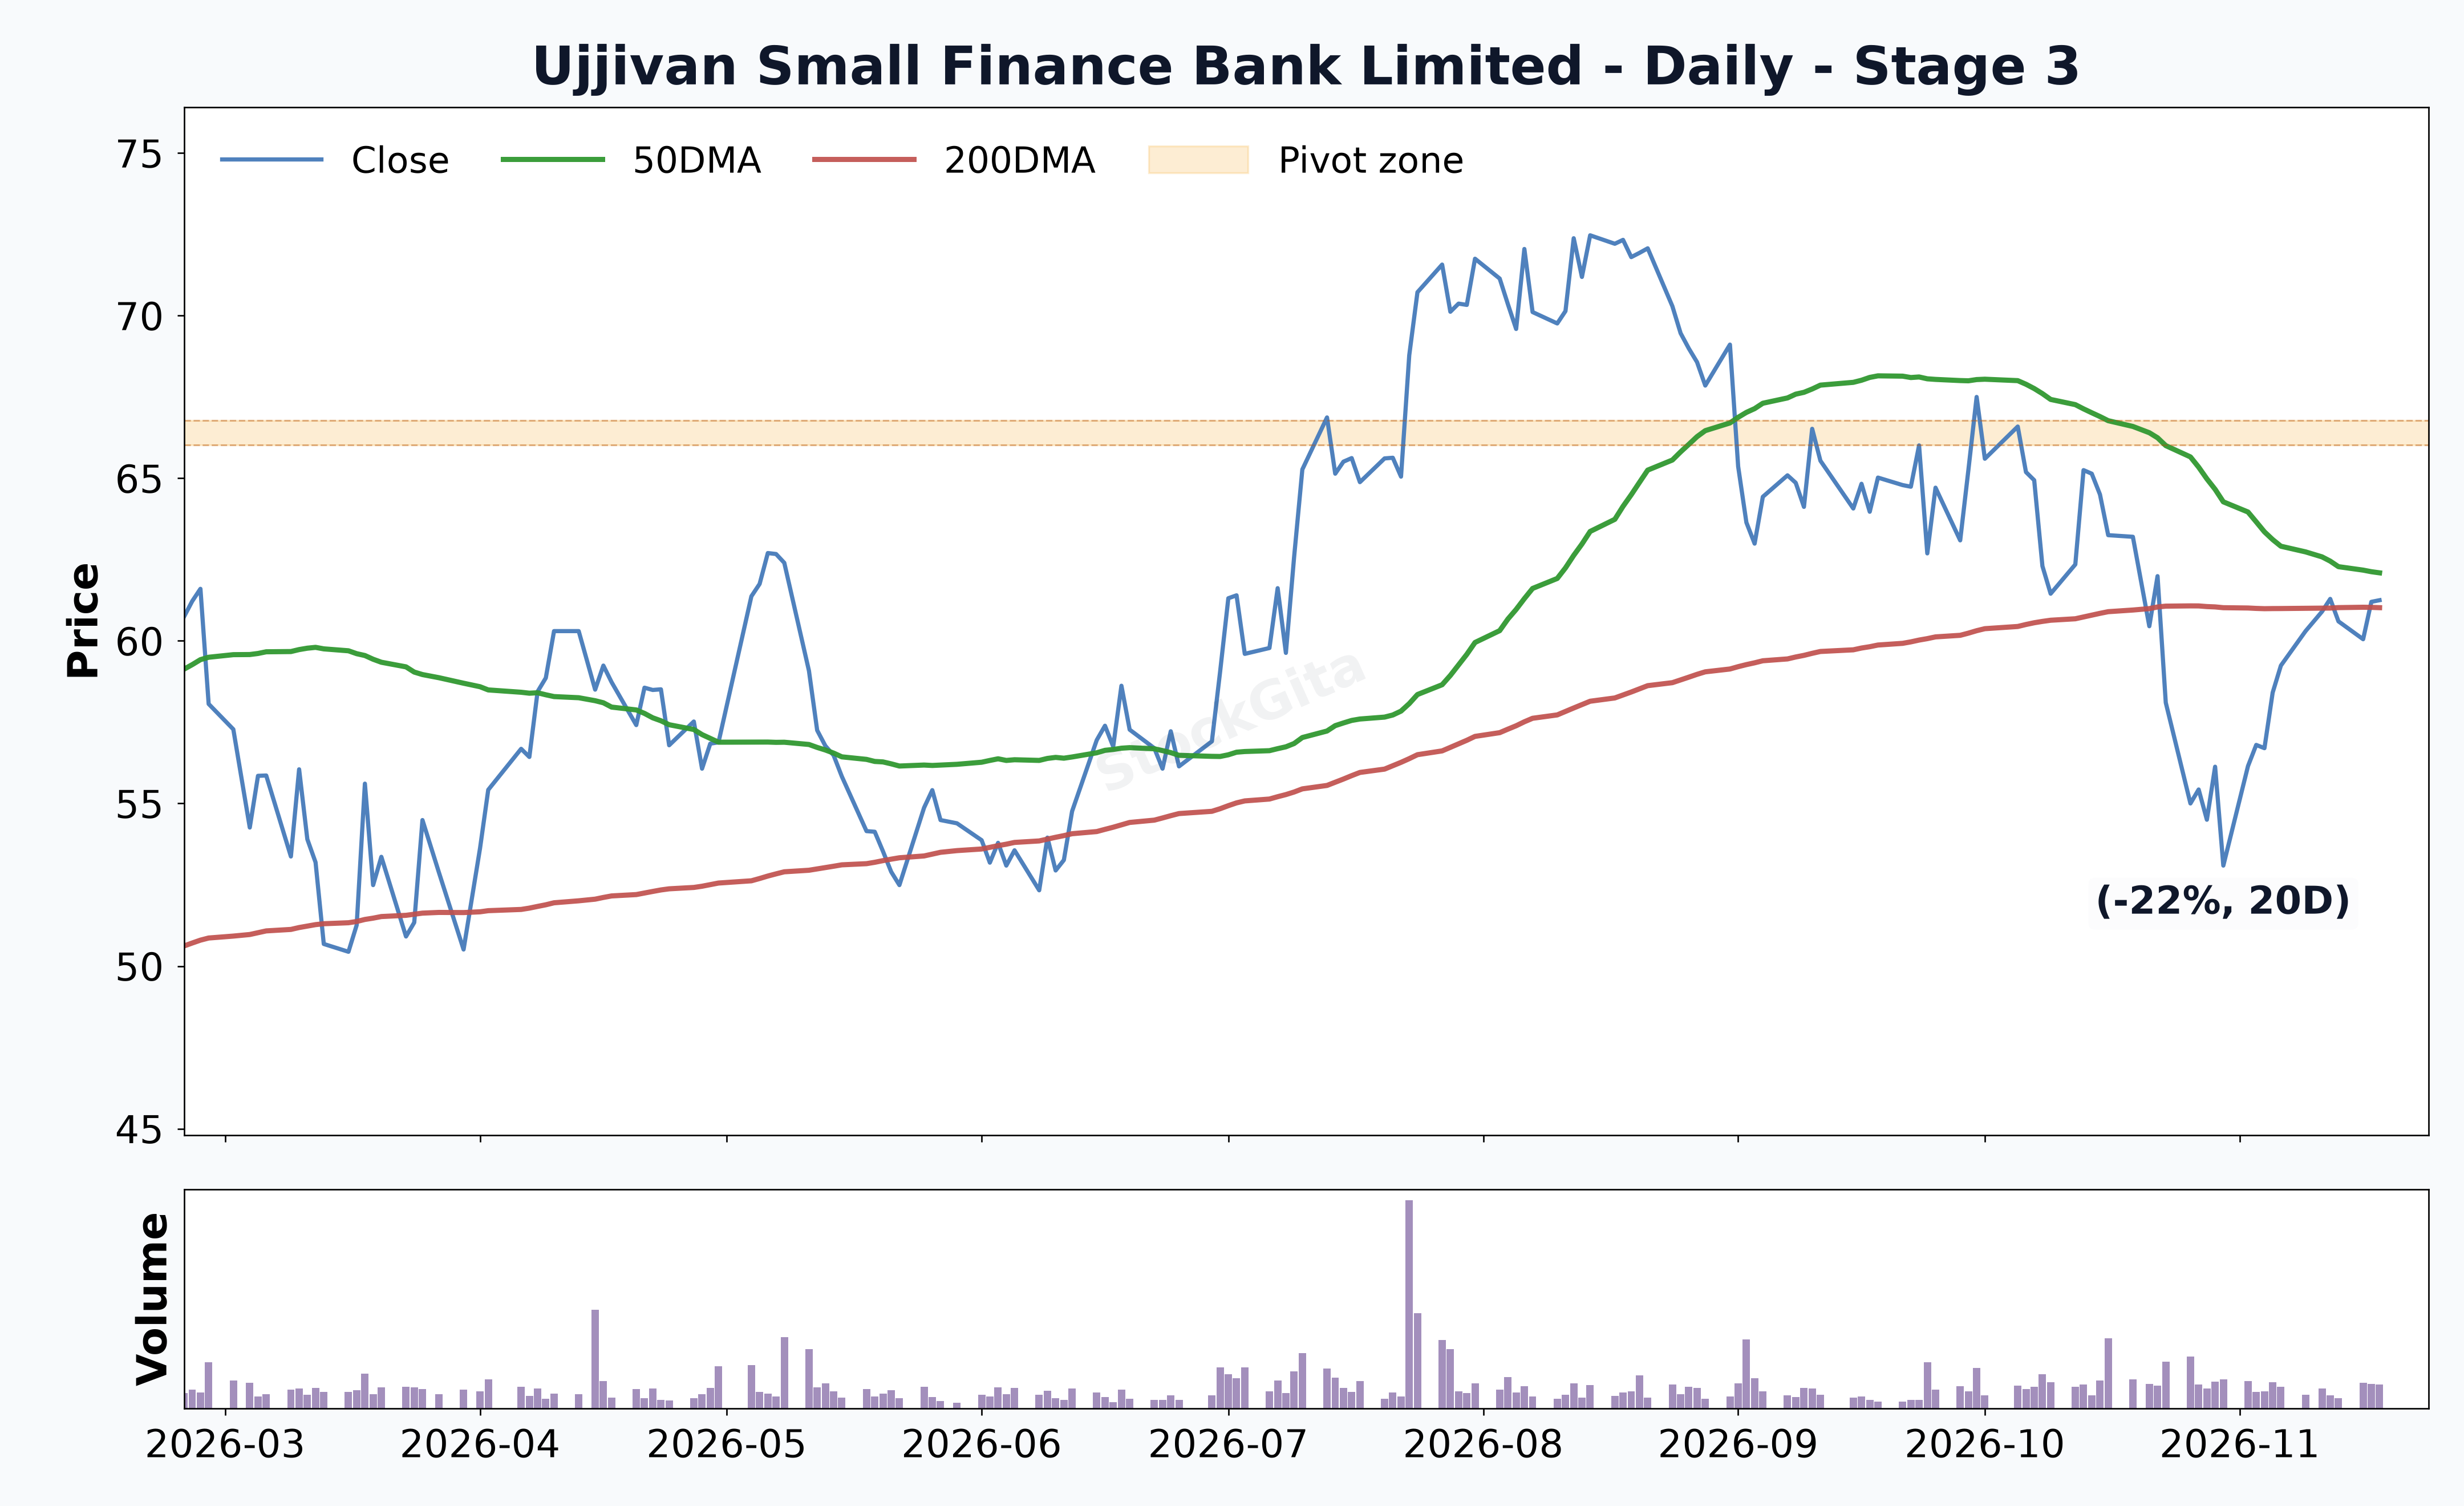 Ujjivan Small Finance Bank Limited - Daily - Stage 3
Close 50DMA 200DMA Pivot zone
75
70
65
60
55
50
45
Price
StockGita
(-22%, 20D)
Volume
2026-03 2026-04 2026-05 2026-06 2026-07 2026-08 2026-09 2026-10 2026-11